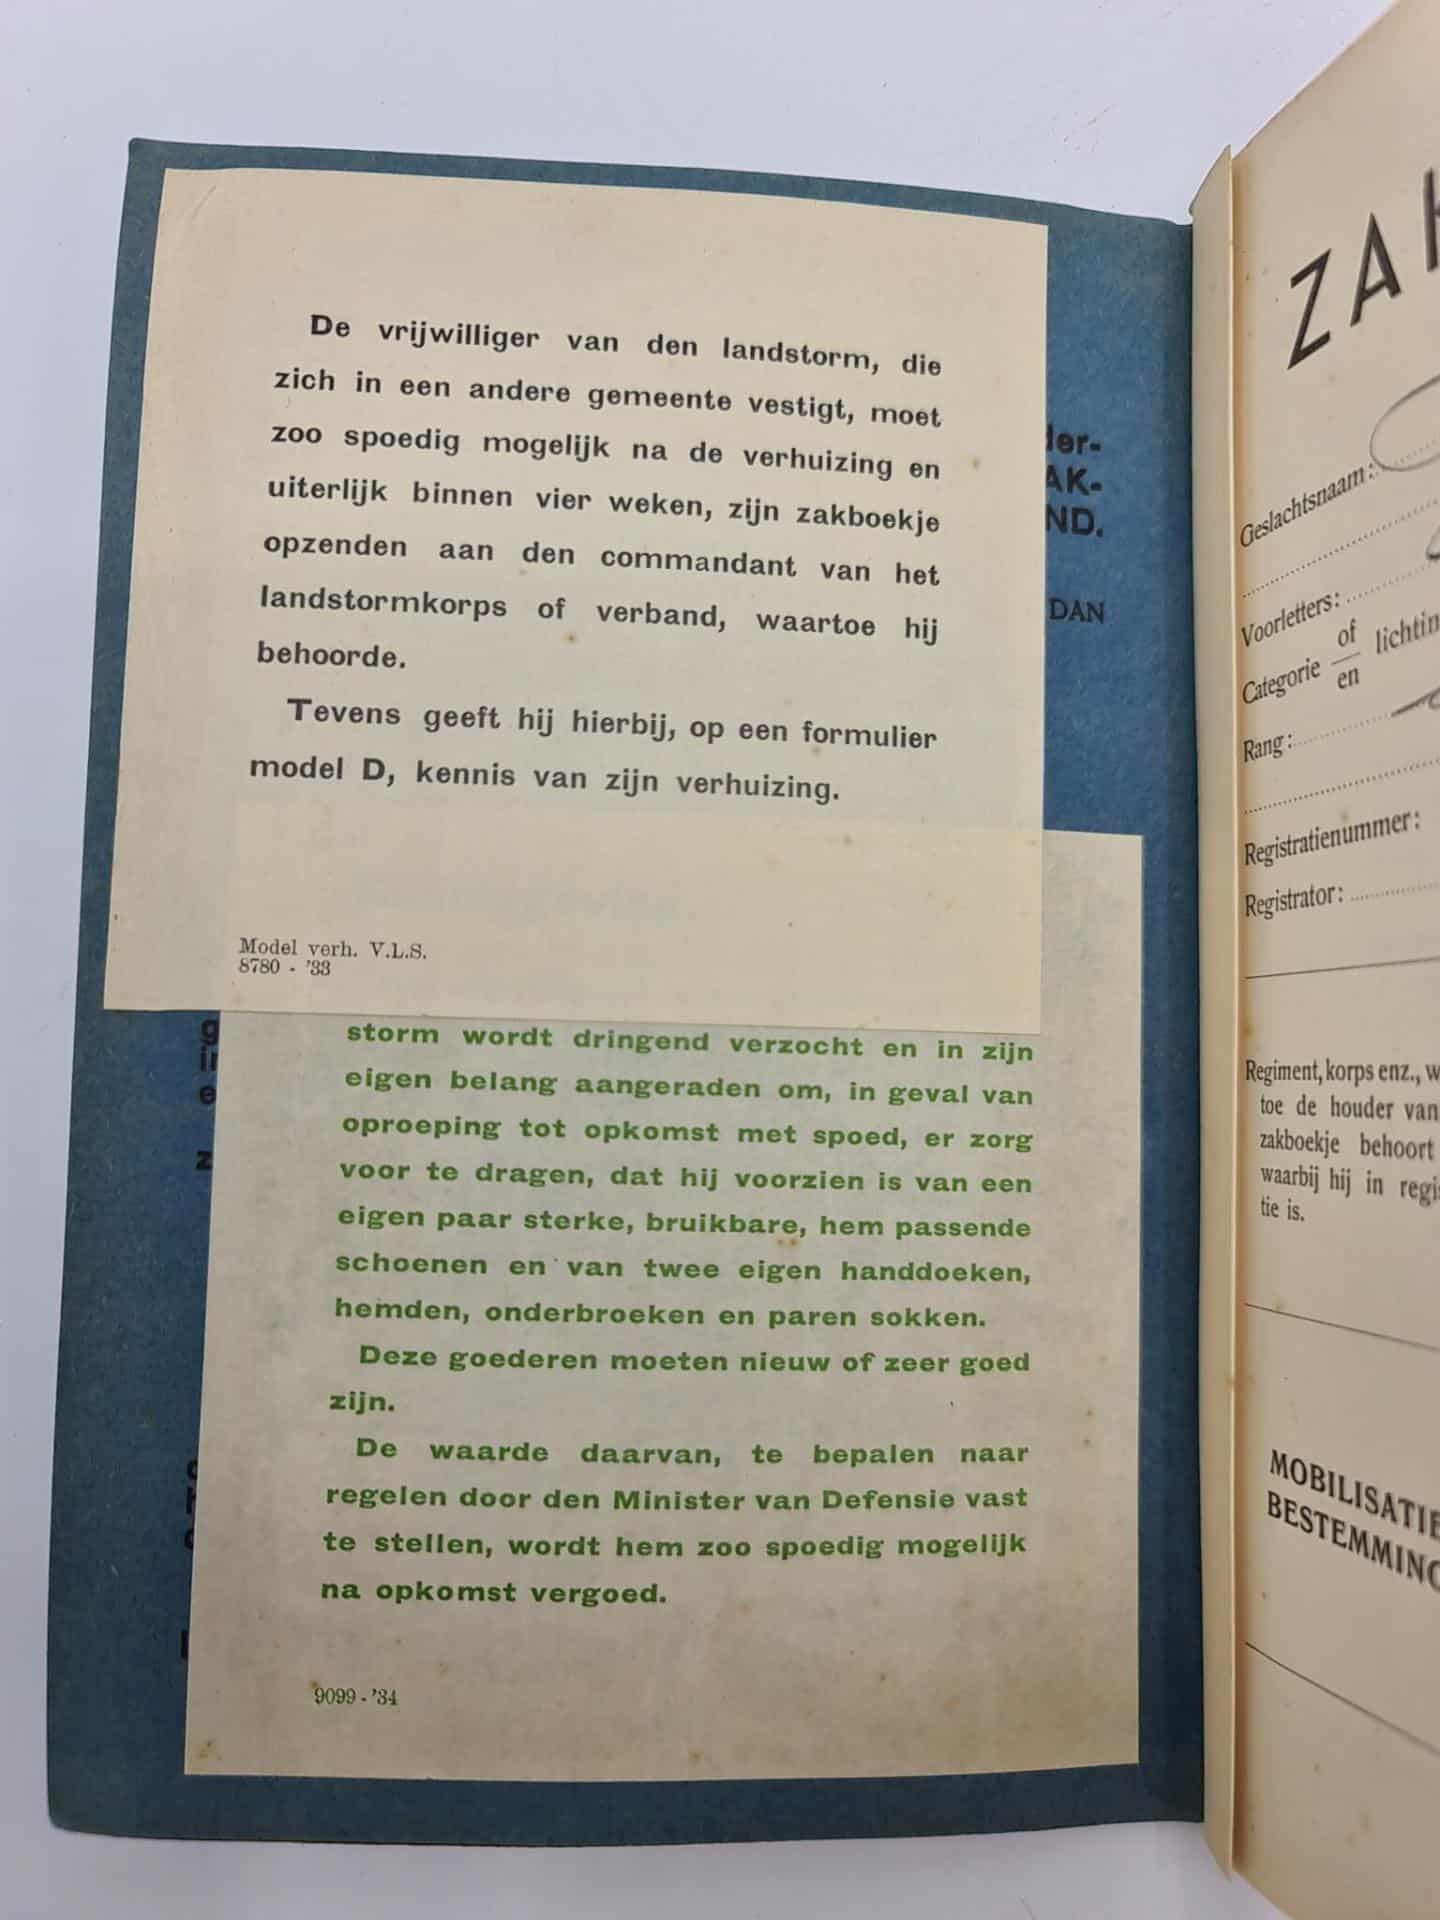 De vrijwilliger van den landstorm, die
zich in een andere gemeente vestigt, moet
zoo spoedig mogelijk na de verhuizing en
uiterlijk binnen vier weken, zijn zakboekje
opzenden aan den commandant van het
landstormkorps of verband, waartoe hij
behoorde.
Tevens geeft hij hierbij, op een formulier
model D, kennis van zijn verhuizing.
Model verh. V.L.S.
8780 - '33
storm wordt dringend verzocht en in zijn
eigen belang aangeraden om, in geval van
oproeping tot opkomst met spoed, er zorg
voor te dragen, dat hij voorzien is van een
eigen paar sterke, bruikbare, hem passende
schoenen en van twee eigen handdoeken,
hemden, onderbroeken en paren sokken.
Deze goederen moeten nieuw of zeer goed
zijn.
De waarde daarvan, te bepalen naar
regelen door den Minister van Defensie vast
te stellen, wordt hem zoo spoedig mogelijk
na opkomst vergoed.
9099 - '34
der-
AK-
ND.
DAN
ZAK
Geslachtsnaam:
Voorletters:
Categorie of/en lichtin
Rang:
Registratienummer:
Registrator:
Regiment, korps enz., w
toe de houder van
zakboekje behoort
waarbij hij in regis
tie is.
MOBILISATIE
BESTEMMING